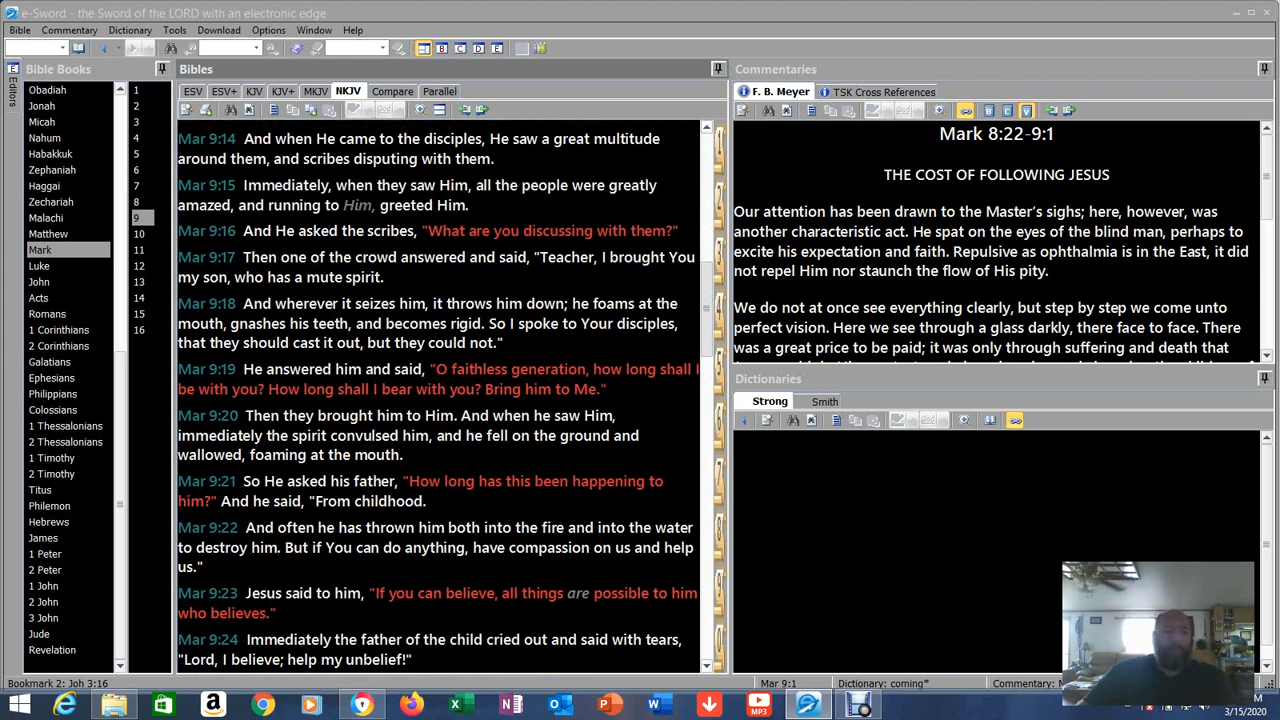 e-Sword - the Sword of the LORD with an electronic edge
Bible Commentary Dictionary Tools Download Options Window Help
B C D E
Editors
Bible Books
Obadiah
Jonah
Micah
Nahum
Habakkuk
Zephaniah
Haggai
Zechariah
Malachi
Matthew
Mark
Luke
John
Acts
Romans
1 Corinthians
2 Corinthians
Galatians
Ephesians
Philippians
Colossians
1 Thessalonians
2 Thessalonians
1 Timothy
2 Timothy
Titus
Philemon
Hebrews
James
1 Peter
2 Peter
1 John
2 John
3 John
Jude
Revelation
1
2
3
4
5
6
7
8
9
10
11
12
13
14
15
16
Bibles
ESV ESV+ KJV KJV+ MKJV NKJV Compare Parallel
Mar 9:14 And when He came to the disciples, He saw a great multitude
around them, and scribes disputing with them.
Mar 9:15 Immediately, when they saw Him, all the people were greatly
amazed, and running to Him, greeted Him.
Mar 9:16 And He asked the scribes, "What are you discussing with them?"
Mar 9:17 Then one of the crowd answered and said, "Teacher, I brought You
my son, who has a mute spirit.
Mar 9:18 And wherever it seizes him, it throws him down; he foams at the
mouth, gnashes his teeth, and becomes rigid. So I spoke to Your disciples,
that they should cast it out, but they could not."
Mar 9:19 He answered him and said, "O faithless generation, how long shall I
be with you? How long shall I bear with you? Bring him to Me."
Mar 9:20 Then they brought him to Him. And when he saw Him,
immediately the spirit convulsed him, and he fell on the ground and
wallowed, foaming at the mouth.
Mar 9:21 So He asked his father, "How long has this been happening to
him?" And he said, "From childhood.
Mar 9:22 And often he has thrown him both into the fire and into the water
to destroy him. But if You can do anything, have compassion on us and help
us."
Mar 9:23 Jesus said to him, "If you can believe, all things are possible to him
who believes."
Mar 9:24 Immediately the father of the child cried out and said with tears,
"Lord, I believe; help my unbelief!"
Commentaries
F. B. Meyer TSK Cross References
Mark 8:22-9:1
THE COST OF FOLLOWING JESUS
Our attention has been drawn to the Master's sighs; here, however, was
another characteristic act. He spat on the eyes of the blind man, perhaps to
excite his expectation and faith. Repulsive as ophthalmia is in the East, it did
not repel Him nor staunch the flow of His pity.
We do not at once see everything clearly, but step by step we come unto
perfect vision. Here we see through a glass darkly, there face to face. There
was a great price to be paid; it was only through suffering and death that
Dictionaries
Strong Smith
Bookmark 2: Joh 3:16
Mar 9:1
Dictionary: coming*
Commentary:
MP3
3/15/2020